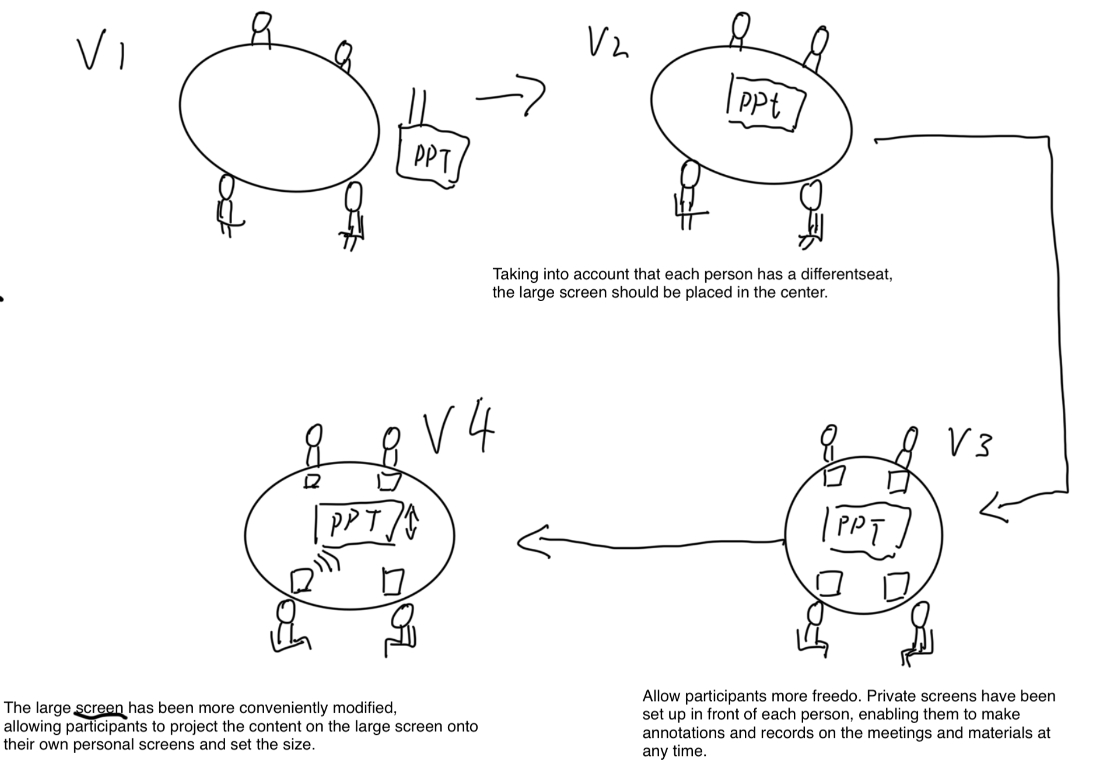 V1
PPT
V2
PPt
Taking into account that each person has a differentseat,
the large screen should be placed in the center.
V3
PPT
Allow participants more freedo. Private screens have been
set up in front of each person, enabling them to make
annotations and records on the meetings and materials at
any time.
V4
PPT
The large screen has been more conveniently modified,
allowing participants to project the content on the large screen onto
their own personal screens and set the size.